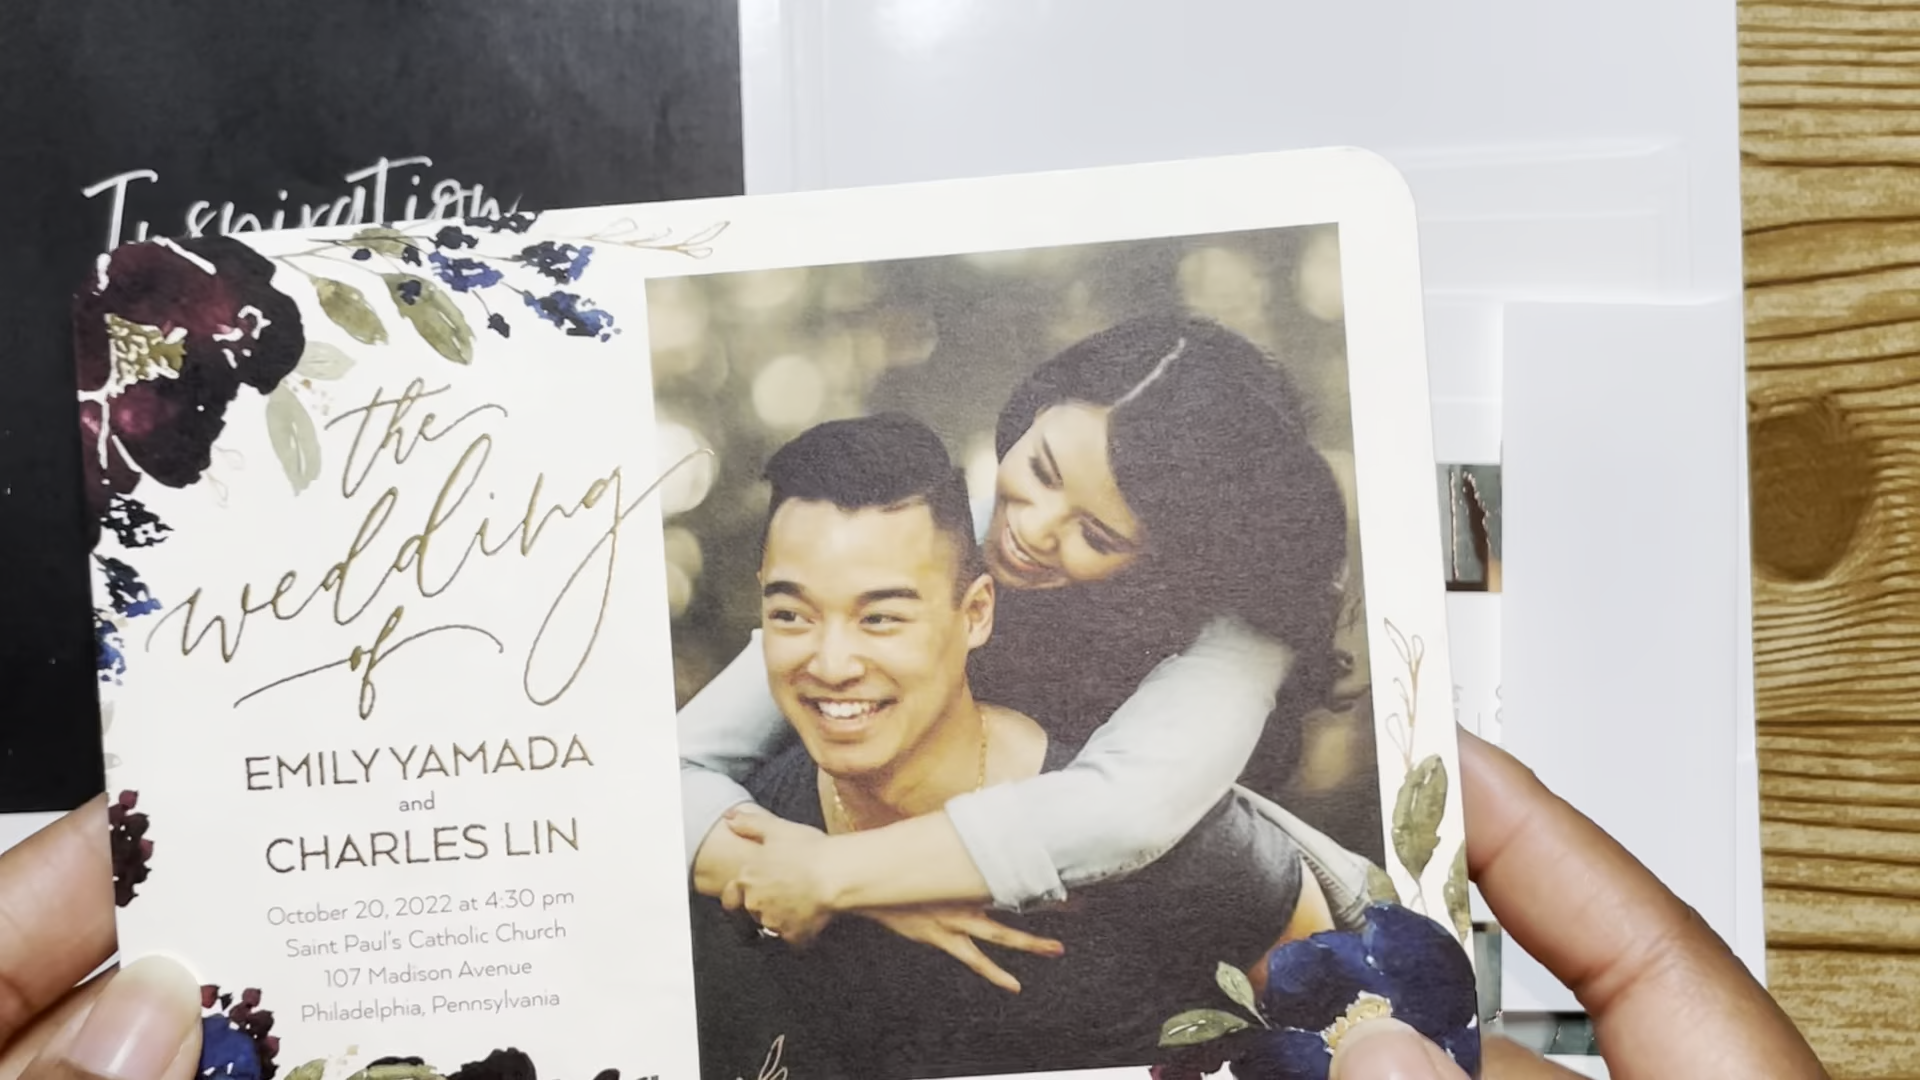 Inspiration
the
wedding
of
EMILY YAMADA
and
CHARLES LIN
October 20, 2022 at 4:30 pm
Saint Paul's Catholic Church
107 Madison Avenue
Philadelphia, Pennsylvania